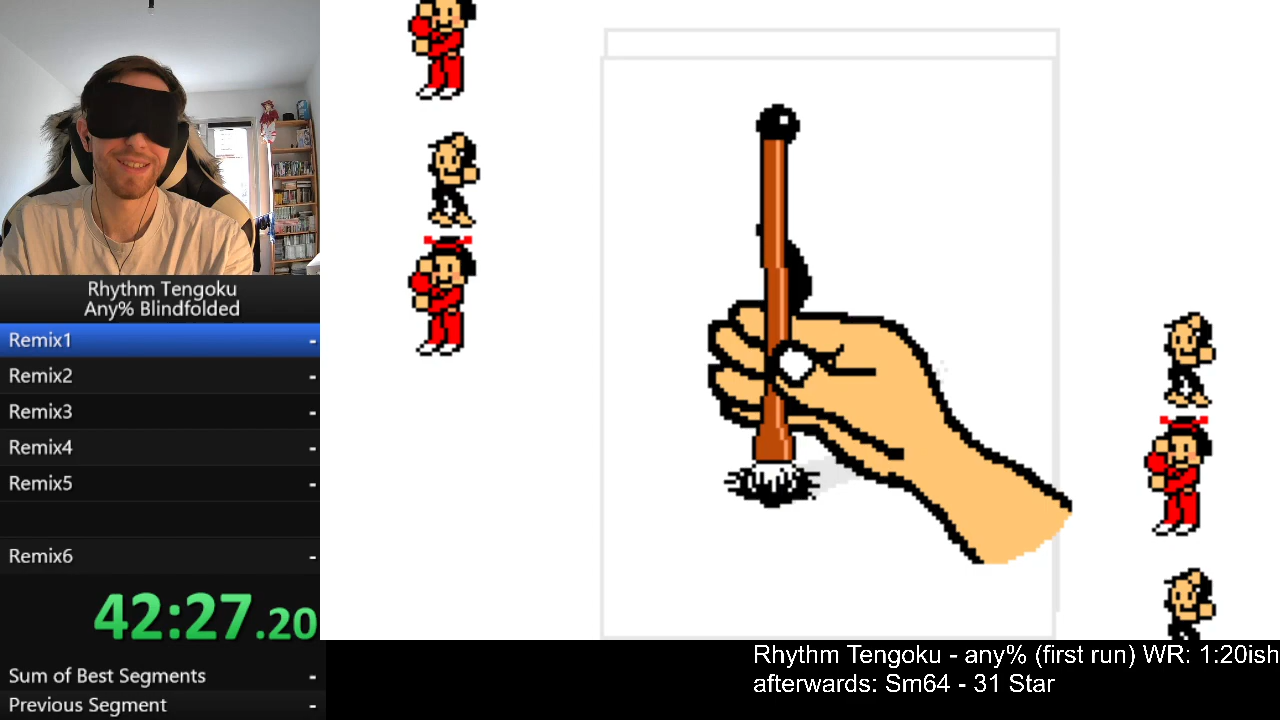 Rhythm Tengoku
Any% Blindfolded
Remix1 -
Remix2 -
Remix3 -
Remix4 -
Remix5 -
Remix6 -
42:27.20
Sum of Best Segments -
Previous Segment -
Rhythm Tengoku - any% (first run) WR: 1:20ish
afterwards: Sm64 - 31 Star